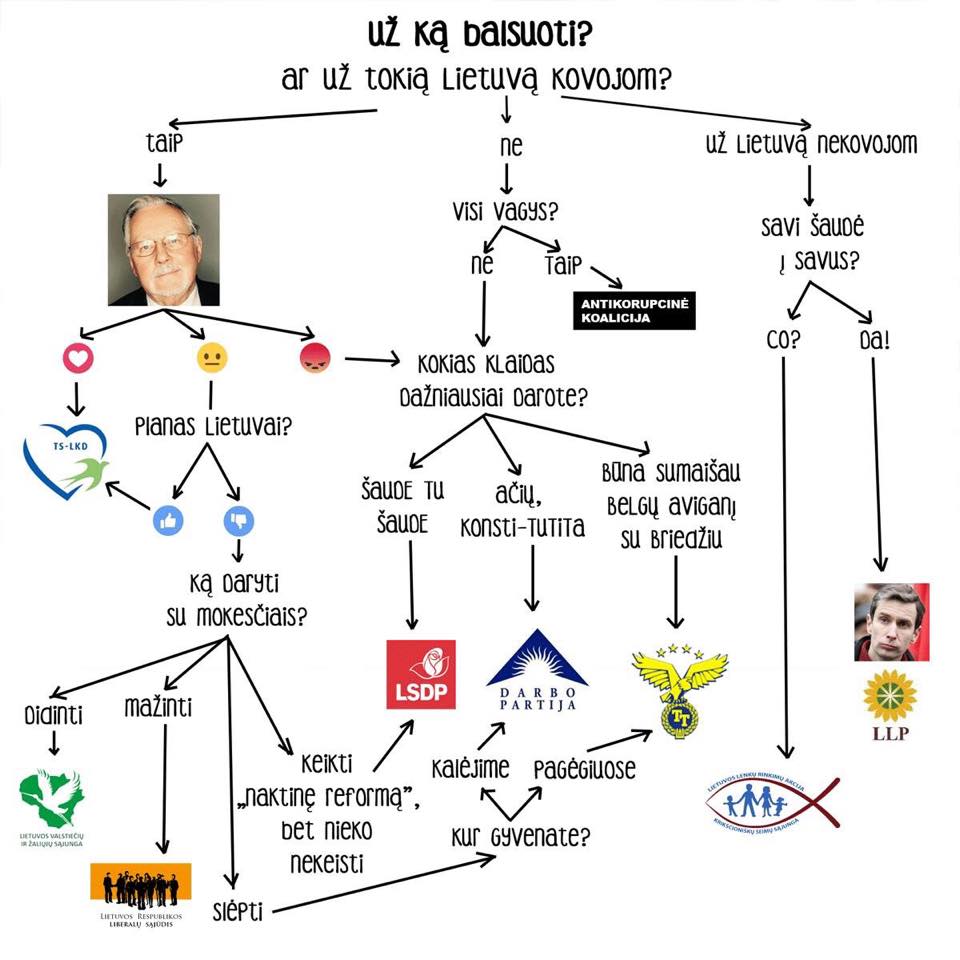 UŽ KĄ BALSUOTI?
AR UŽ TOKIĄ LIETUVĄ KOVOJOM?
TAIP
NE
UŽ LIETUVĄ NEKOVOJOM
VISI VAGYS?
NE
TAIP
ANTIKORUPCINĖ
KOALICIJA
SAVI ŠAUDĖ
Į SAVUS?
CO?
DA!
KOKIAS KLAIDAS
DAŽNIAUSIAI DAROTE?
PLANAS LIETUVAI?
TS-LKD
ŠAUDE TU
ŠAUDE
AČIŪ,
KONSTI-TUTITA
BŪNA SUMAIŠAU
BELGŲ AVIGANĮ
SU BRIEDŽIU
KĄ DARYTI
SU MOKESČIAIS?
LSDP
DARBO
PARTIJA
TT
LLP
DIDINTI
MAŽINTI
KEIKTI
„NAKTINĘ REFORMĄ”,
BET NIEKO
NEKEISTI
KALĖJIME
PAGĖGIUOSE
KUR GYVENATE?
SLĖPTI
LIETUVOS VALSTIEČIŲ
IR ŽALIŲJŲ SĄJUNGA
LIETUVOS RESPUBLIKOS
LIBERALŲ SĄJŪDIS
LIETUVOS LENKŲ RINKIMŲ AKCIJA
KRIKŠČIONIŠKŲ ŠEIMŲ SĄJUNGA